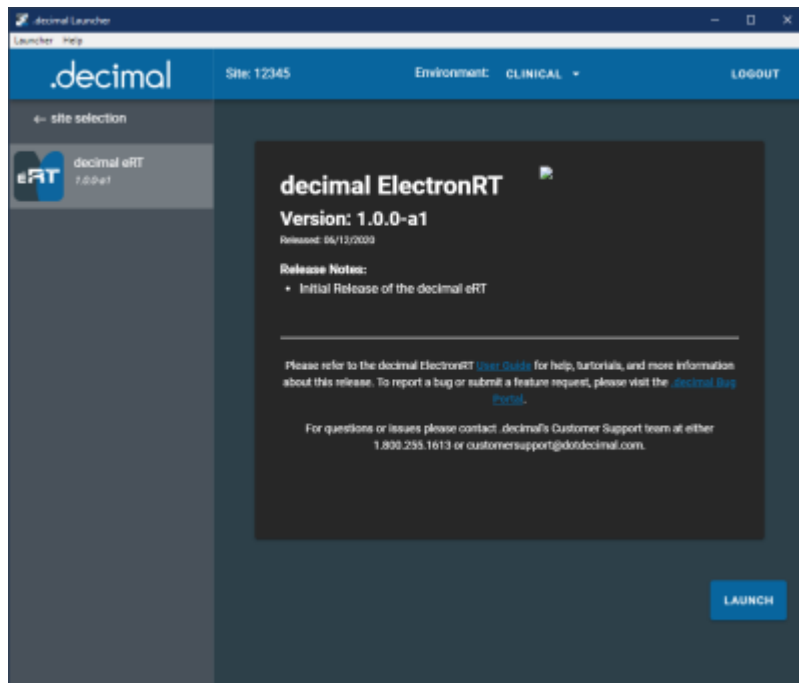 .decimal Launcher
Launcher Help
.decimal
Site: 12345
Environment: CLINICAL
LOGOUT
← site selection
eRT
decimal eRT
1.0.0-a1
decimal ElectronRT
Version: 1.0.0-a1
Released: 06/12/2020
Release Notes:
• Initial Release of the decimal eRT
Please refer to the decimal ElectronRT User Guide for help, turtorials, and more information
about this release. To report a bug or submit a feature request, please visit the .decimal Bug
Portal.
For questions or issues please contact .decimal's Customer Support team at either
1.800.255.1613 or customersupport@dotdecimal.com.
LAUNCH